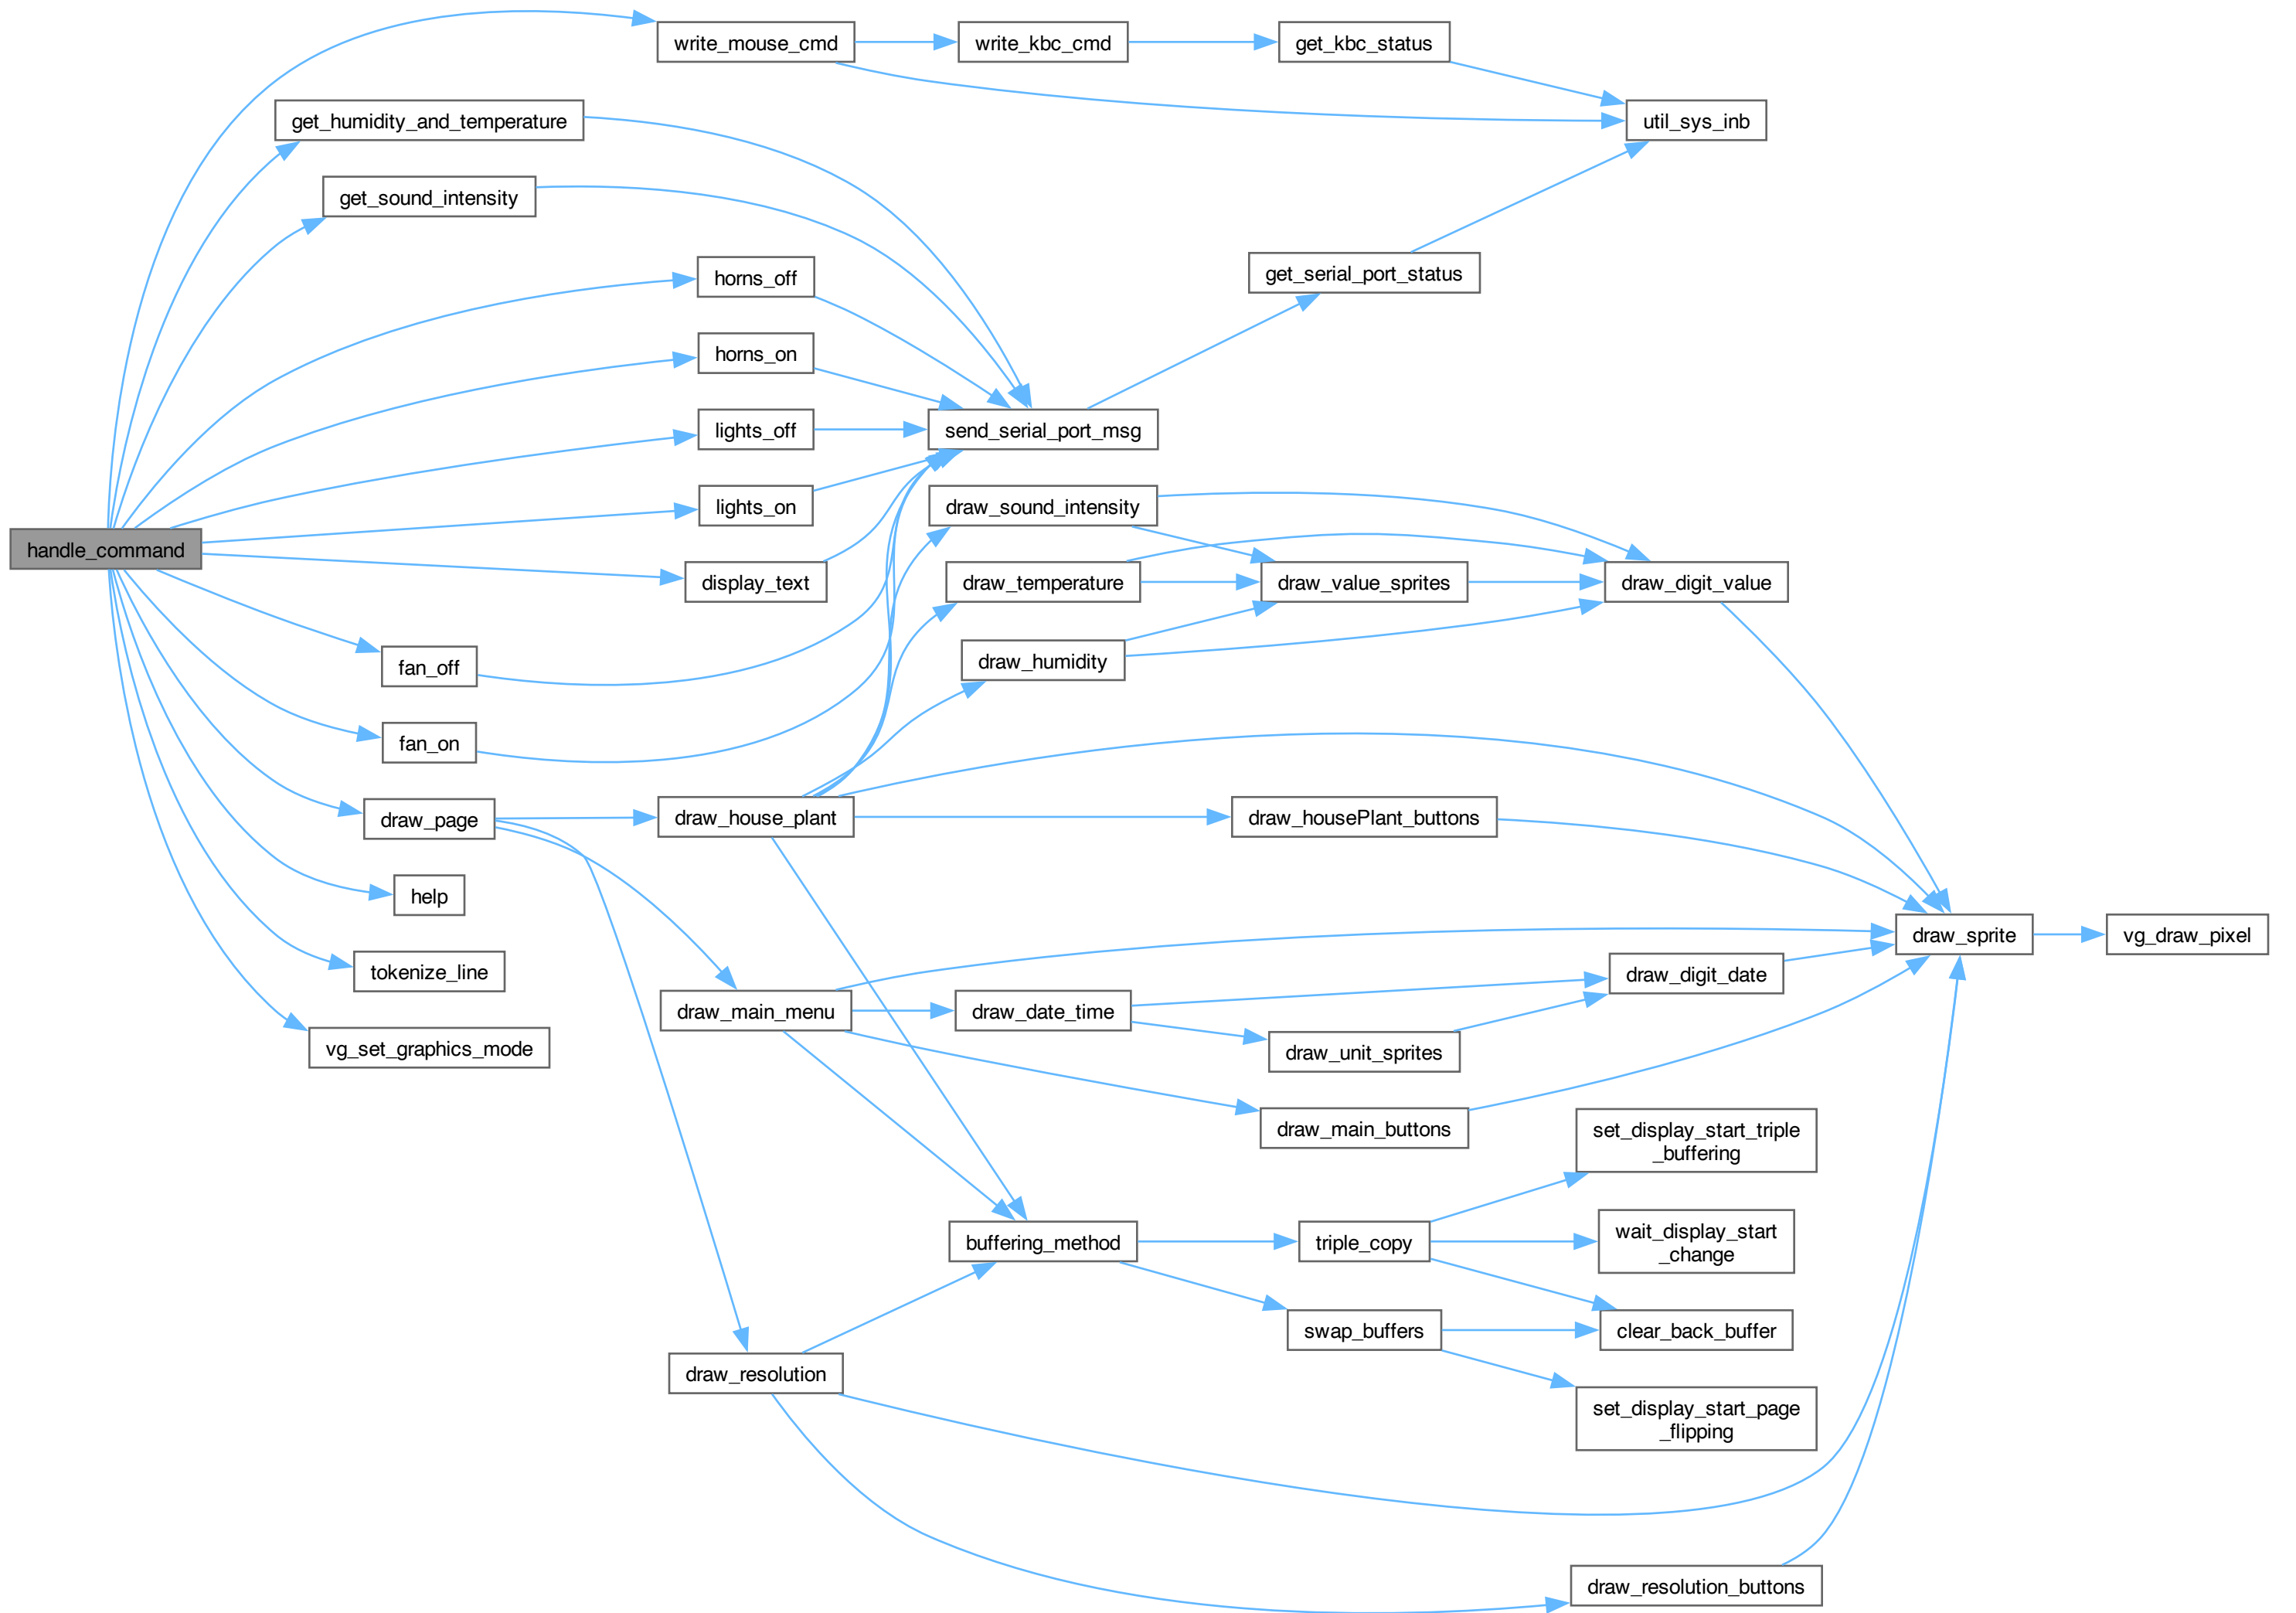 write_mouse_cmd
write_kbc_cmd
get_kbc_status
get_humidity_and_temperature
util_sys_inb
get_sound_intensity
horns_off
get_serial_port_status
horns_on
lights_off
send_serial_port_msg
lights_on
draw_sound_intensity
handle_command
display_text
draw_temperature
draw_value_sprites
draw_digit_value
fan_off
draw_humidity
fan_on
draw_page
draw_house_plant
draw_housePlant_buttons
help
draw_sprite
vg_draw_pixel
tokenize_line
draw_digit_date
draw_main_menu
draw_date_time
vg_set_graphics_mode
draw_unit_sprites
draw_main_buttons
set_display_start_triple
_buffering
buffering_method
triple_copy
wait_display_start
_change
swap_buffers
clear_back_buffer
draw_resolution
set_display_start_page
_flipping
draw_resolution_buttons